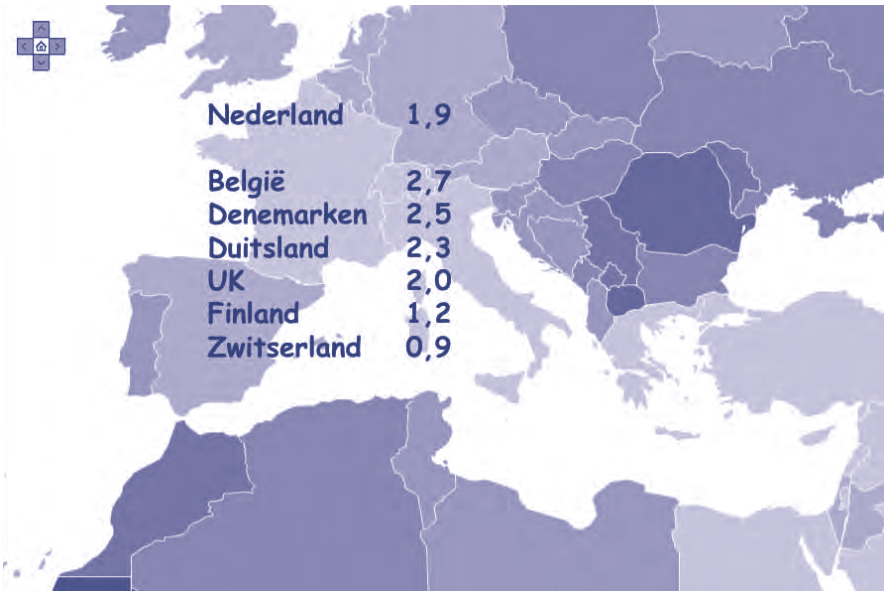 Nederland 1,9
België 2,7
Denemarken 2,5
Duitsland 2,3
UK 2,0
Finland 1,2
Zwitserland 0,9